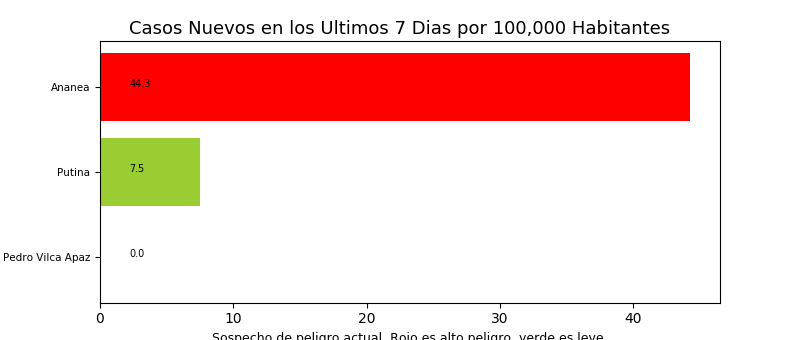 Casos Nuevos en los Ultimos 7 Dias por 100,000 Habitantes
Ananea
44.3
Putina
7.5
Pedro Vilca Apaz
0.0
0 10 20 30 40
Sospecho de peligro actual. Rojo es alto peligro, verde es leve